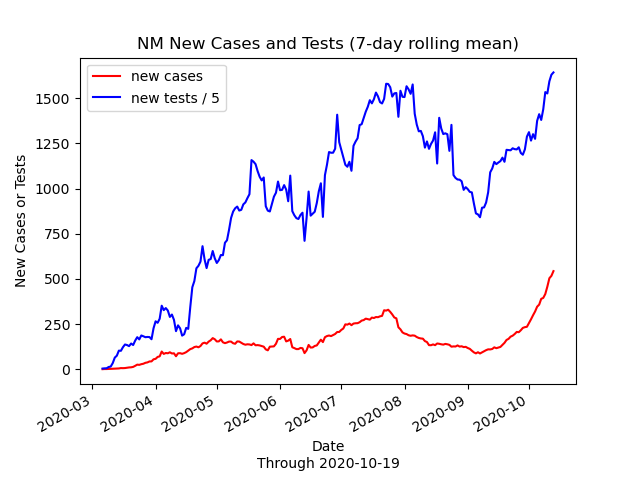 NM New Cases and Tests (7-day rolling mean)
new cases
new tests / 5
New Cases or Tests
1500
1250
1000
750
500
250
0
2020-03
2020-04
2020-05
2020-06
2020-07
2020-08
2020-09
2020-10
Date
Through 2020-10-19